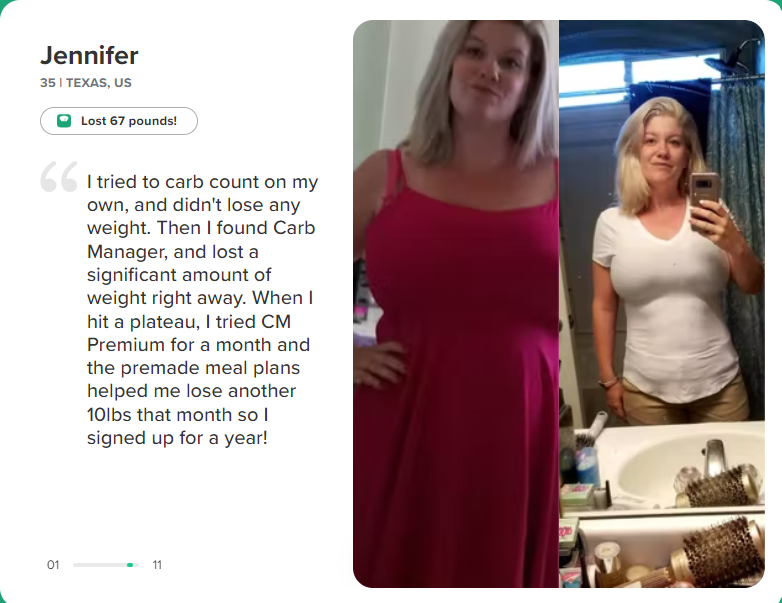 Jennifer
35 | TEXAS, US
Lost 67 pounds!
I tried to carb count on my
own, and didn't lose any
weight. Then I found Carb
Manager, and lost a
significant amount of
weight right away. When I
hit a plateau, I tried CM
Premium for a month and
the premade meal plans
helped me lose another
10lbs that month so I
signed up for a year!
01 11